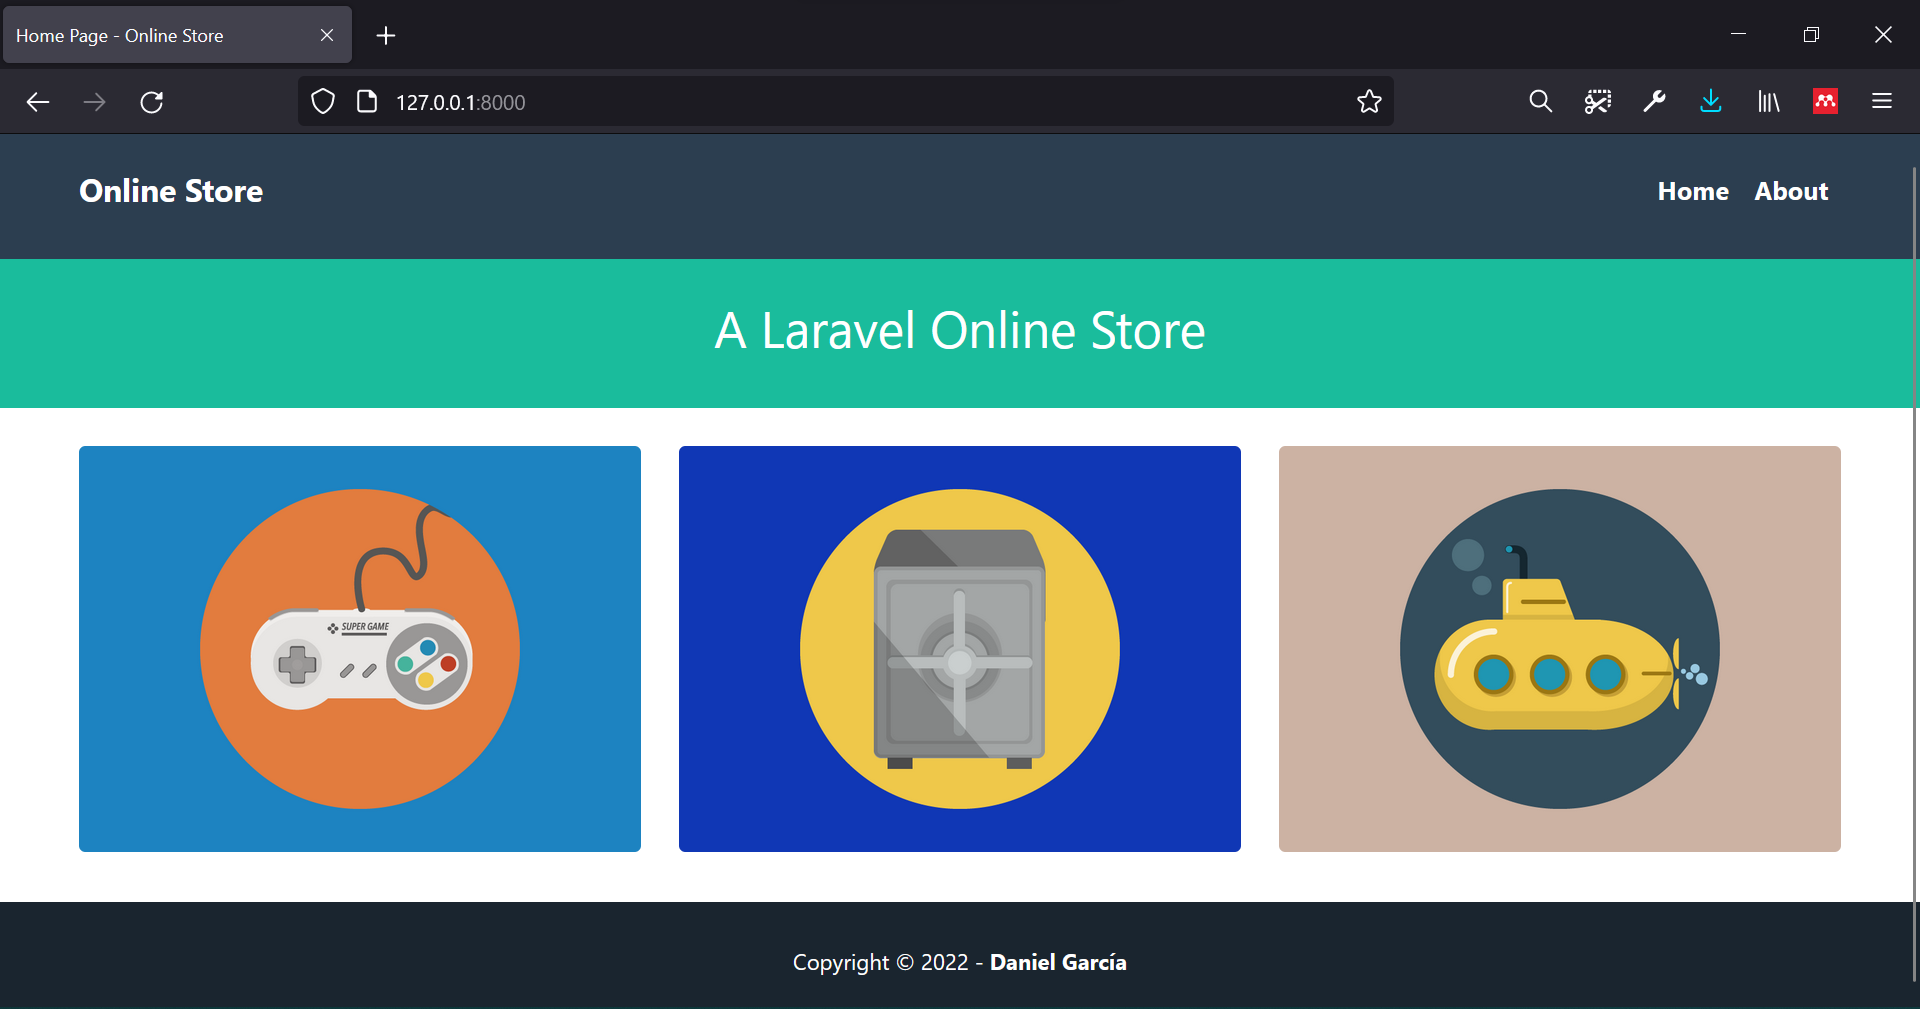 Home Page - Online Store
127.0.0.1:8000
Online Store
Home About
A Laravel Online Store
SUPER GAME
Copyright © 2022 - Daniel García